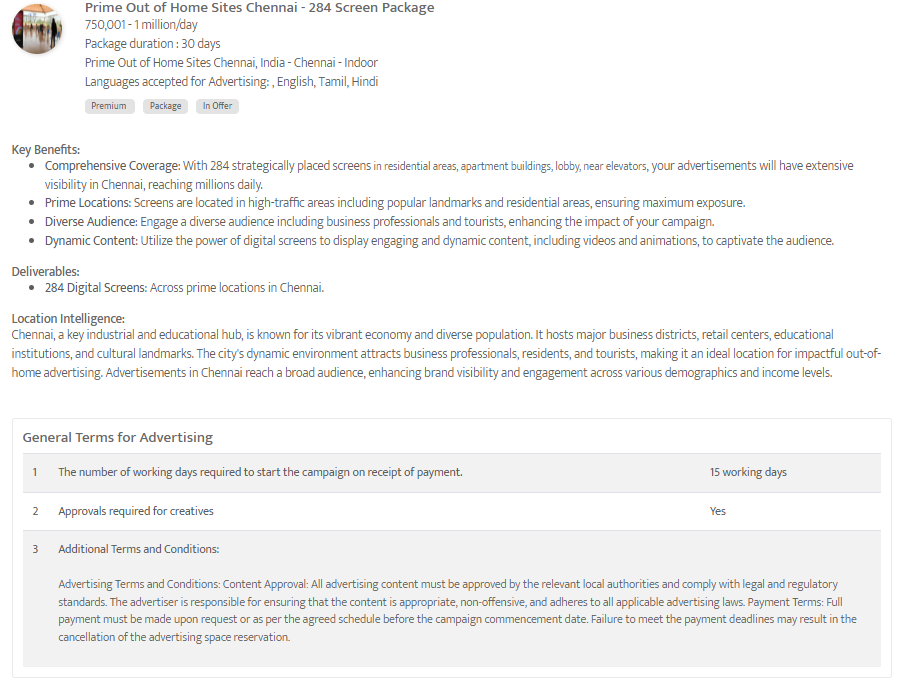 Prime Out of Home Sites Chennai - 284 Screen Package
750,001 - 1 million/day
Package duration : 30 days
Prime Out of Home Sites Chennai, India - Chennai - Indoor
Languages accepted for Advertising: , English, Tamil, Hindi
Premium Package In Offer
Key Benefits:
• Comprehensive Coverage: With 284 strategically placed screens in residential areas, apartment buildings, lobby, near elevators, your advertisements will have extensive
visibility in Chennai, reaching millions daily.
• Prime Locations: Screens are located in high-traffic areas including popular landmarks and residential areas, ensuring maximum exposure.
• Diverse Audience: Engage a diverse audience including business professionals and tourists, enhancing the impact of your campaign.
• Dynamic Content: Utilize the power of digital screens to display engaging and dynamic content, including videos and animations, to captivate the audience.
Deliverables:
• 284 Digital Screens: Across prime locations in Chennai.
Location Intelligence:
Chennai, a key industrial and educational hub, is known for its vibrant economy and diverse population. It hosts major business districts, retail centers, educational
institutions, and cultural landmarks. The city's dynamic environment attracts business professionals, residents, and tourists, making it an ideal location for impactful out-of-
home advertising. Advertisements in Chennai reach a broad audience, enhancing brand visibility and engagement across various demographics and income levels.
General Terms for Advertising
1 The number of working days required to start the campaign on receipt of payment. 15 working days
2 Approvals required for creatives Yes
3 Additional Terms and Conditions:
Advertising Terms and Conditions: Content Approval: All advertising content must be approved by the relevant local authorities and comply with legal and regulatory
standards. The advertiser is responsible for ensuring that the content is appropriate, non-offensive, and adheres to all applicable advertising laws. Payment Terms: Full
payment must be made upon request or as per the agreed schedule before the campaign commencement date. Failure to meet the payment deadlines may result in the
cancellation of the advertising space reservation.